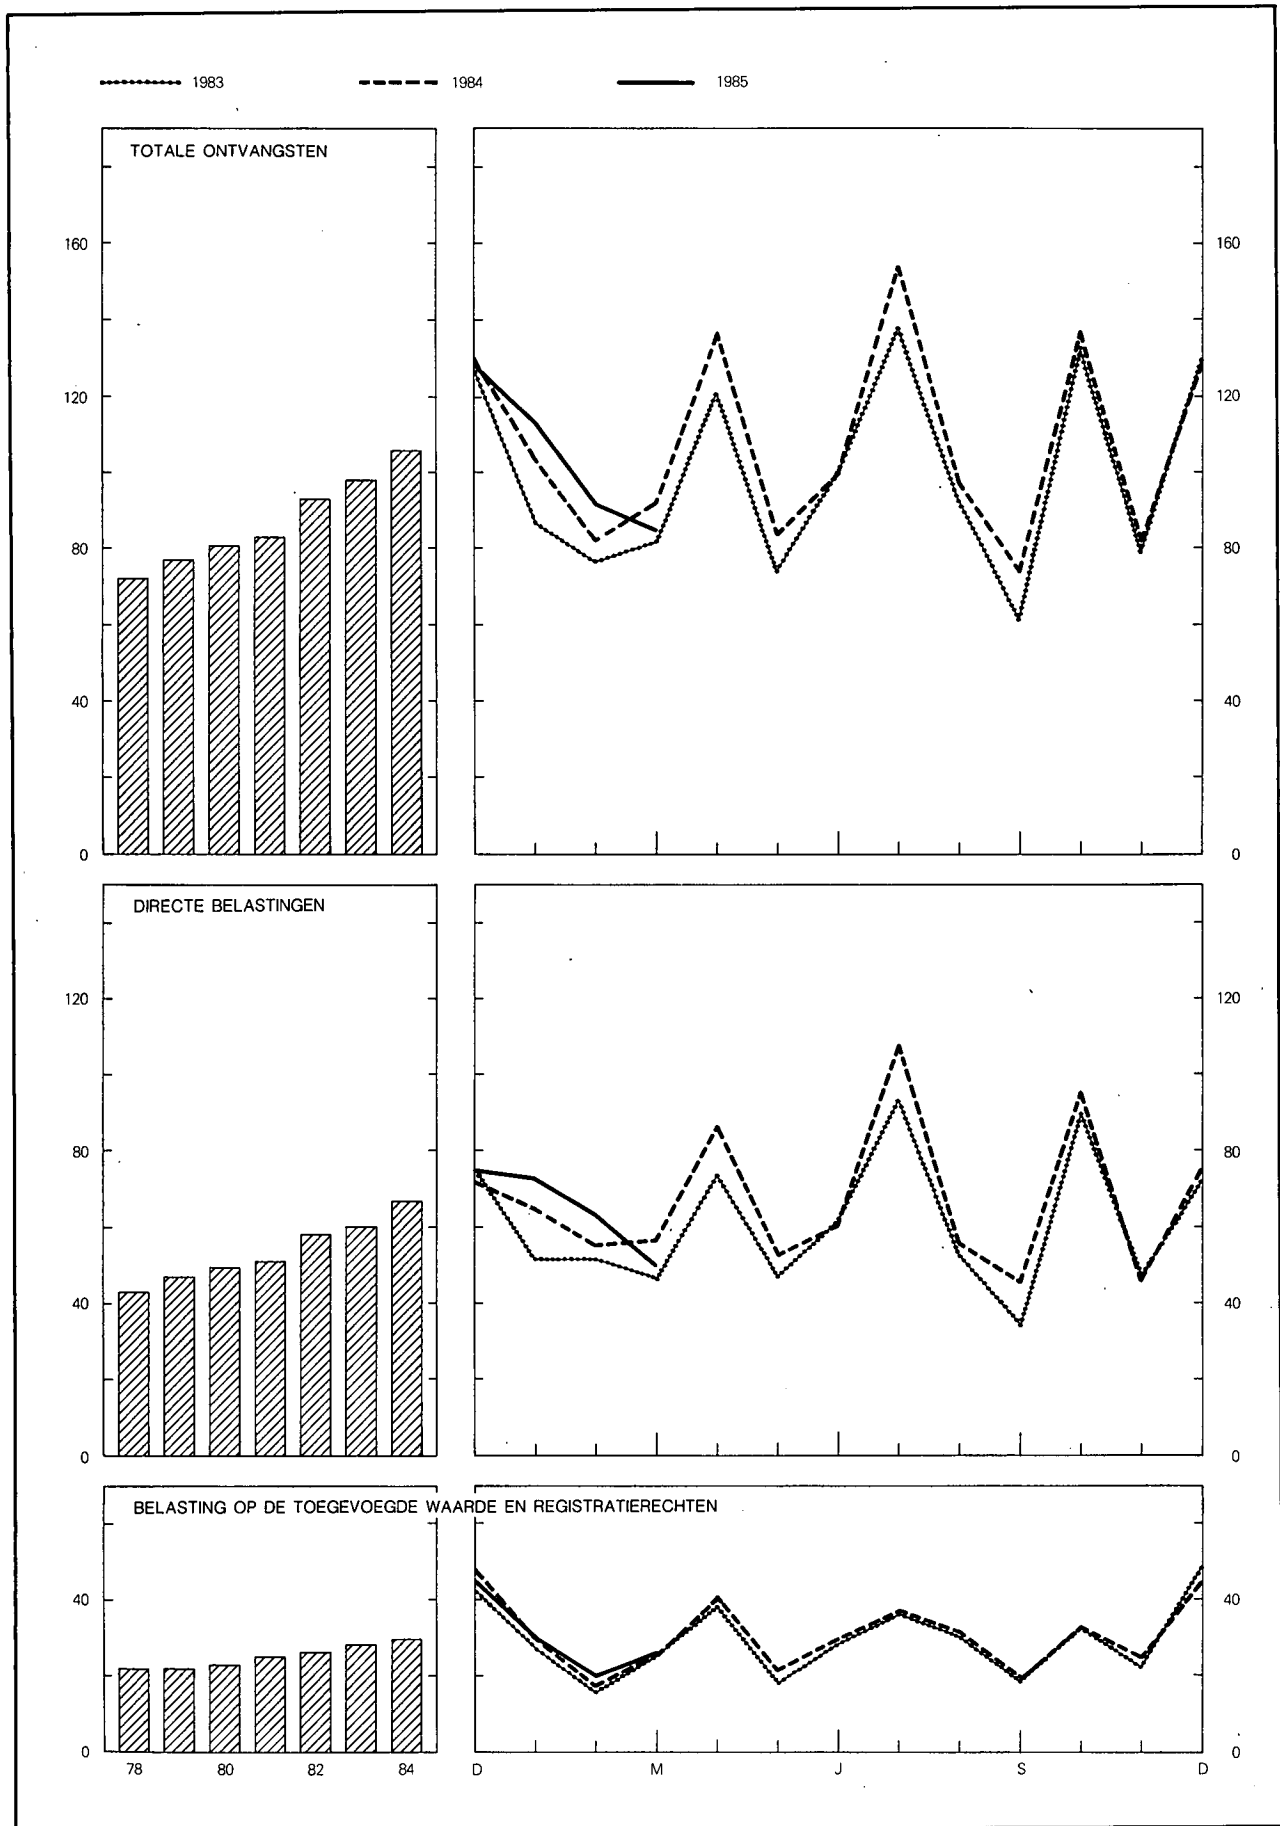 1983 1984 1985
TOTALE ONTVANGSTEN
160 160
120 120
80 80
40 40
0 0
DIRECTE BELASTINGEN
120 120
80 80
40 40
0 0
BELASTING OP DE TOEGEVOEGDE WAARDE EN REGISTRATIERECHTEN
40 40
0 0
78 80 82 84 D M J S D